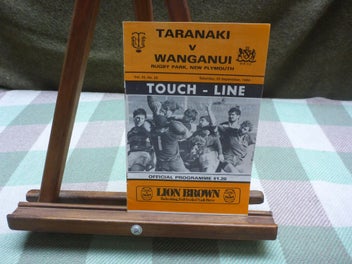 TARANAKI
v
WANGANUI
RUGBY PARK, NEW PLYMOUTH
TOUCH - LINE
OFFICIAL PROGRAMME $1.20
LION BROWN